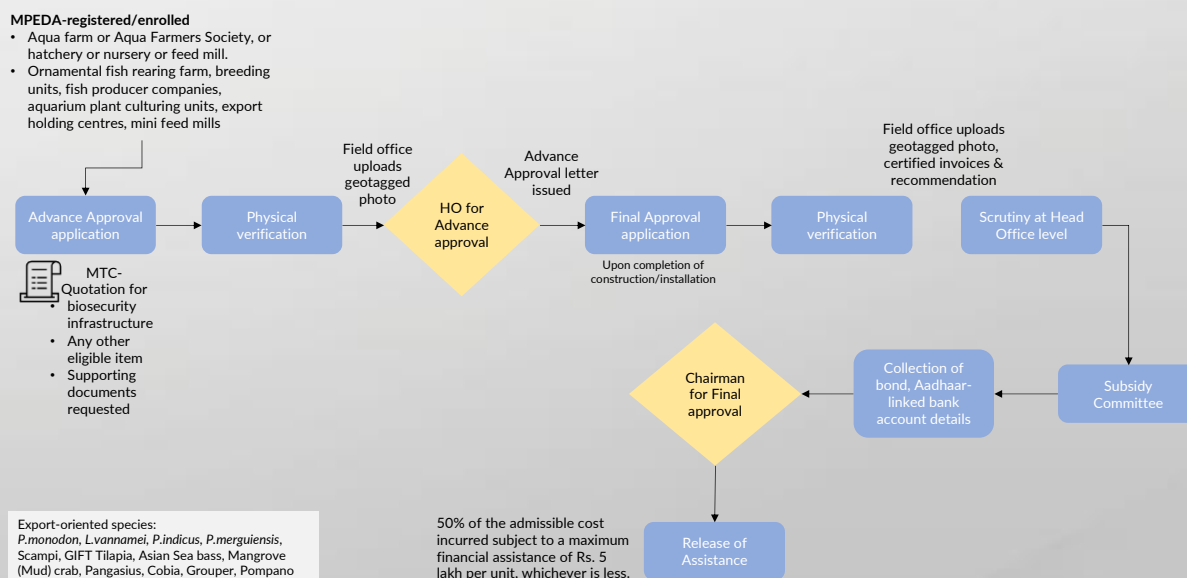 MPEDA-registered/enrolled
• Aqua farm or Aqua Farmers Society, or
hatchery or nursery or feed mill.
• Ornamental fish rearing farm, breeding
units, fish producer companies,
aquarium plant culturing units, export
holding centres, mini feed mills
Advance Approval
application
MTC-
Quotation for
• biosecurity
infrastructure
• Any other
eligible item
• Supporting
documents
requested
Physical
verification
Field office
uploads
geotagged
photo
HO for
Advance
approval
Advance
Approval letter
issued
Final Approval
application
Upon completion of
construction/installation
Physical
verification
Field office uploads
geotagged photo,
certified invoices &
recommendation
Scrutiny at Head
Office level
Subsidy
Committee
Collection of
bond, Aadhaar-
linked bank
account details
Chairman
for Final
approval
Release of
Assistance
50% of the admissible cost
incurred subject to a maximum
financial assistance of Rs. 5
lakh per unit, whichever is less.
Export-oriented species:
P.monodon, L.vannamei, P.indicus, P.merguiensis,
Scampi, GIFT Tilapia, Asian Sea bass, Mangrove
(Mud) crab, Pangasius, Cobia, Grouper, Pompano